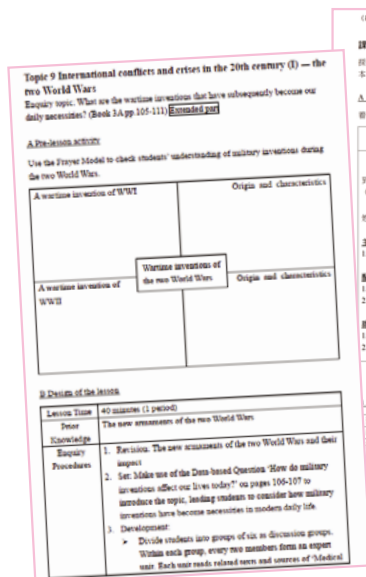 Topic 9 International conflicts and crises in the 20th century (I) — the
two World Wars
Enquiry topic. What are the wartime inventions that have subsequently become our
daily necessities? (Book 3A pp.105-111) Extended part
A Pre-lesson activity
Use the Frayer Model to check students' understanding of military inventions during
the two World Wars.
A wartime invention of WWI
Origin and characteristics
Wartime inventions of
the two World Wars
A wartime invention of
WWII
Origin and characteristics
B Design of the lesson
Lesson Time 40 minutes (1 period)
Prior
Knowledge
The new armaments of the two World Wars
Enquiry
Procedures
1. Revision: The new armaments of the two World Wars and their
impact
2. Set: Make use of the Data-based Question 'How do military
inventions affect our lives today?' on pages 106-107 to
introduce the topic, leading students to consider how military
inventions have become necessities in modern daily life.
3. Development:
➤ Divide students into groups of six as discussion groups.
Within each group, every two members form an expert
unit. Each unit reads related texts and sources of 'Medical